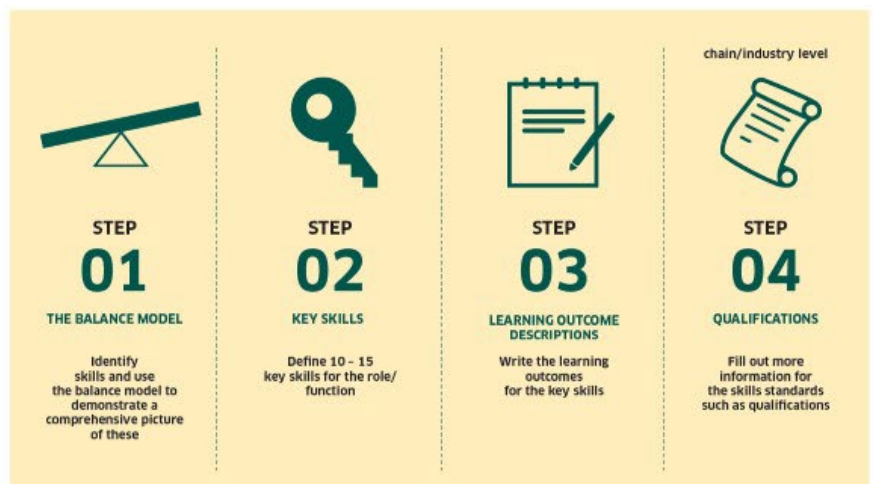 STEP
01
THE BALANCE MODEL
Identify
skills and use
the balance model to
demonstrate a
comprehensive picture
of these
STEP
02
KEY SKILLS
Define 10 – 15
key skills for the role/
function
STEP
03
LEARNING OUTCOME
DESCRIPTIONS
Write the learning
outcomes
for the key skills
chain/industry level
STEP
04
QUALIFICATIONS
Fill out more
information for
the skills standards
such as qualifications